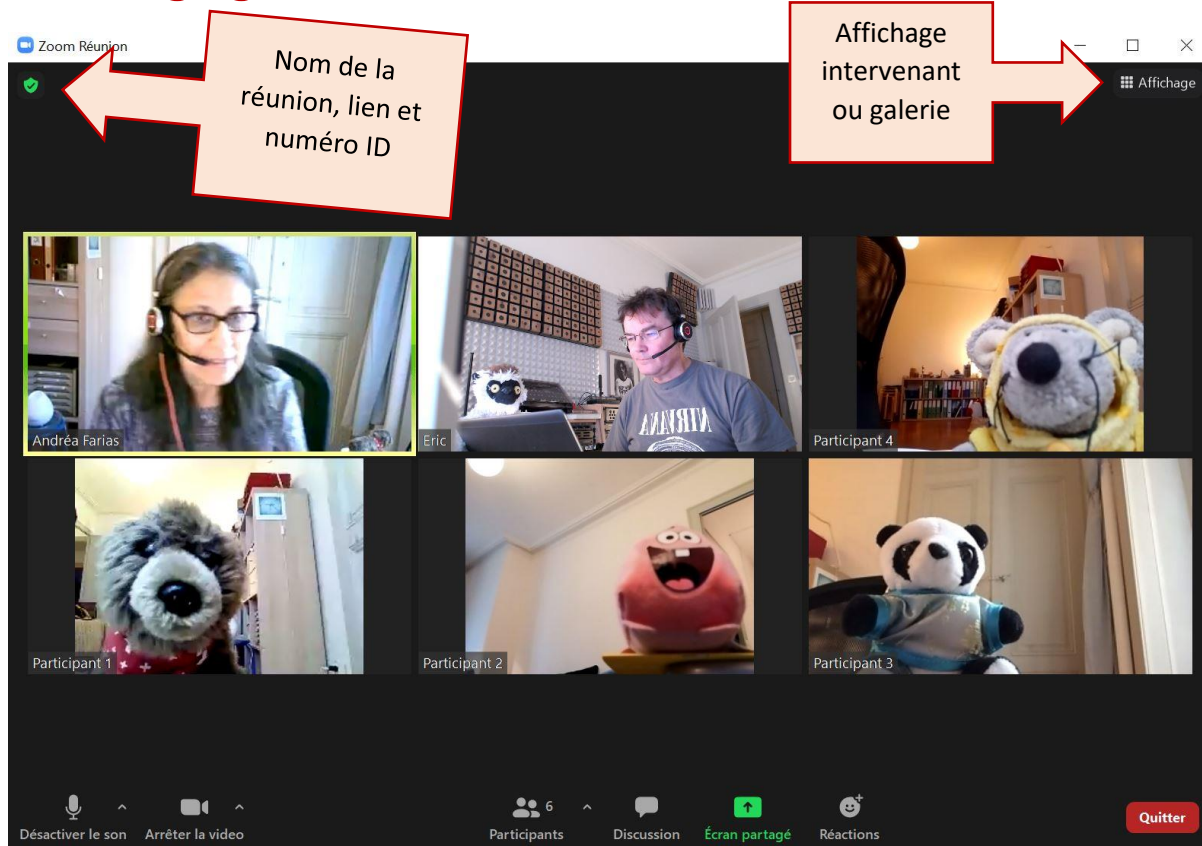 Zoom Réunion
Nom de la
réunion, lien et
numéro ID
Affichage
intervenant
ou galerie
Affichage
Andréa Farias
Eric
NIRVANA
Participant 4
Participant 1
Participant 2
Participant 3
6
Désactiver le son
Arrêter la video
Participants
Discussion
Écran partagé
Réactions
Quitter